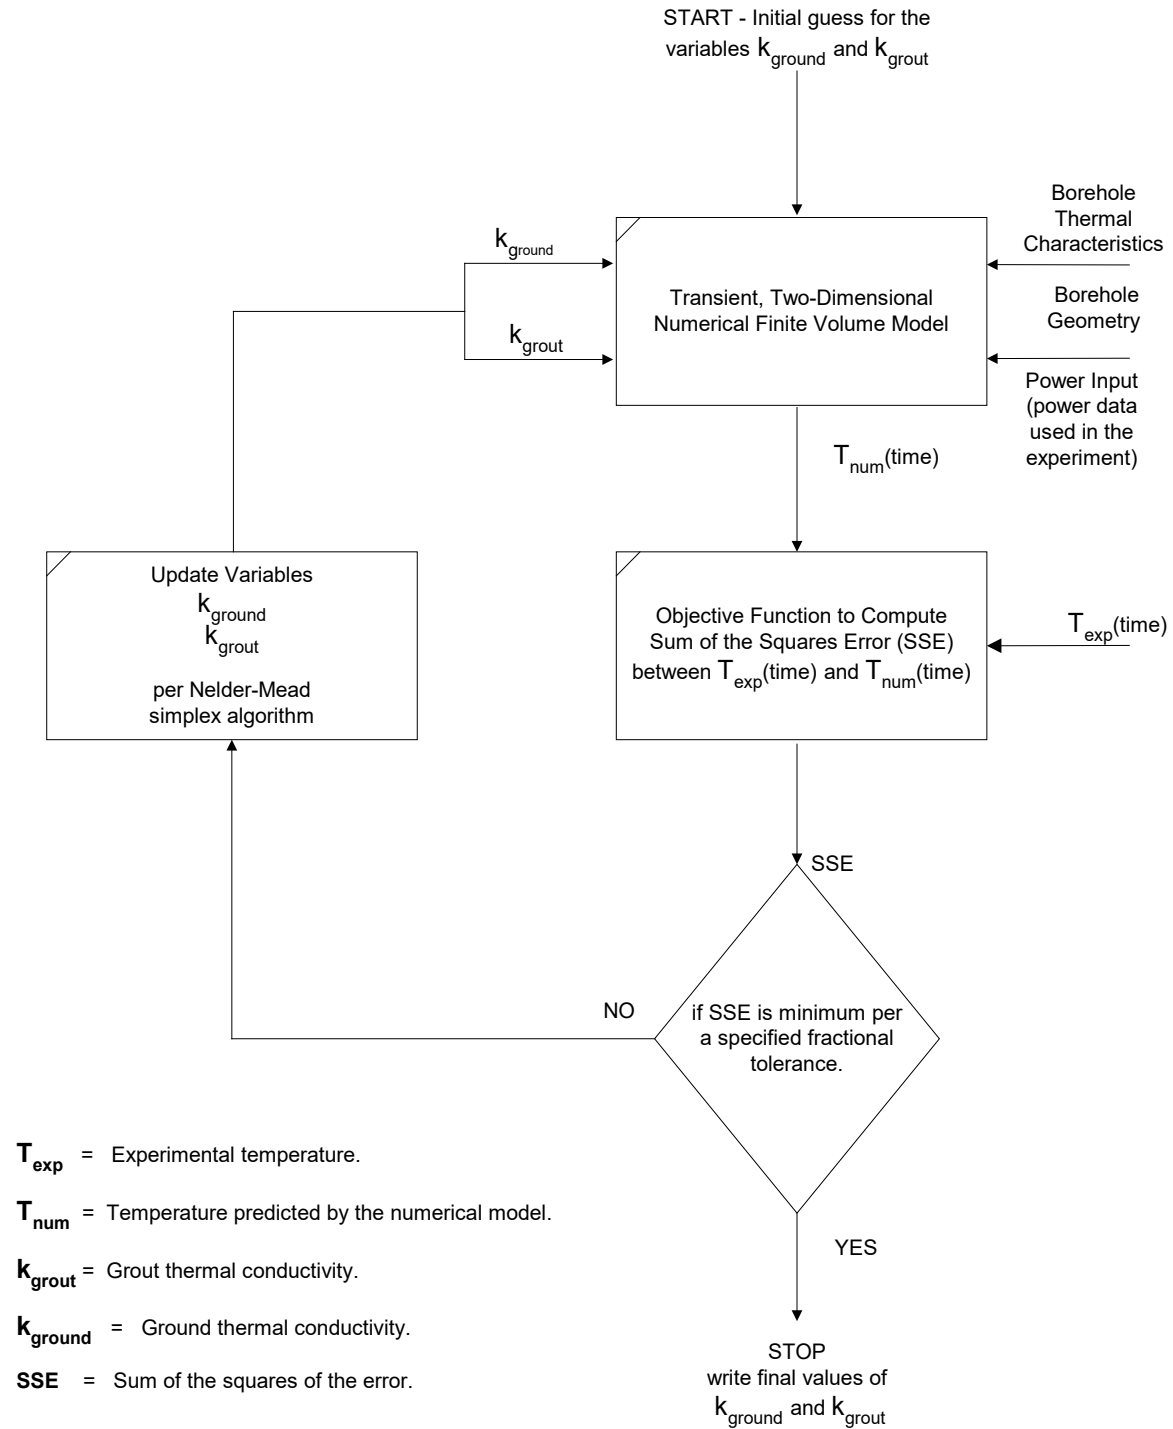 START - Initial guess for the
variables k_ground and k_grout
Borehole
Thermal
Characteristics
k_ground
Transient, Two-Dimensional
Numerical Finite Volume Model
Borehole
Geometry
k_grout
Power Input
(power data
used in the
experiment)
T_num(time)
Update Variables
k_ground
k_grout
per Nelder-Mead
simplex algorithm
Objective Function to Compute
Sum of the Squares Error (SSE)
between T_exp(time) and T_num(time)
T_exp(time)
SSE
NO
if SSE is minimum per
a specified fractional
tolerance.
T_exp = Experimental temperature.
T_num = Temperature predicted by the numerical model.
k_grout = Grout thermal conductivity.
k_ground = Ground thermal conductivity.
SSE = Sum of the squares of the error.
YES
STOP
write final values of
k_ground and k_grout